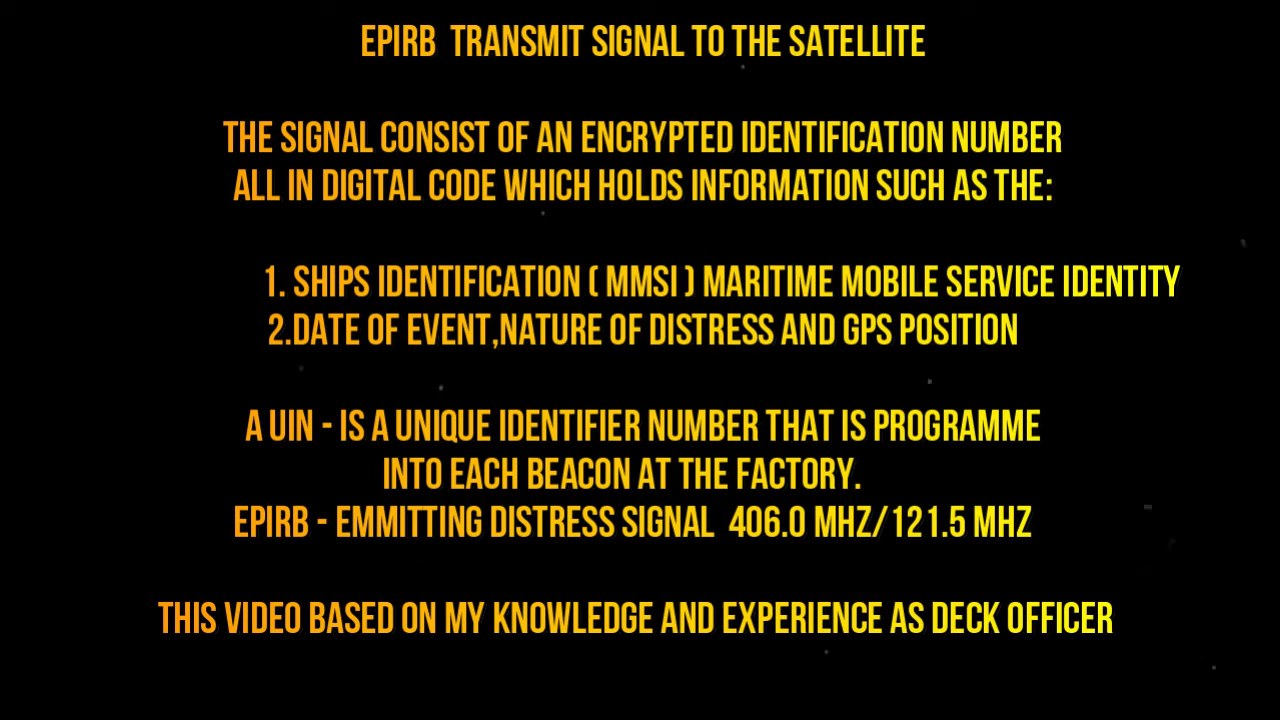 EPIRB TRANSMIT SIGNAL TO THE SATELLITE
THE SIGNAL CONSIST OF AN ENCRYPTED IDENTIFICATION NUMBER
ALL IN DIGITAL CODE WHICH HOLDS INFORMATION SUCH AS THE:
1. SHIPS IDENTIFICATION ( MMSI ) MARITIME MOBILE SERVICE IDENTITY
2.DATE OF EVENT,NATURE OF DISTRESS AND GPS POSITION
A UIN - IS A UNIQUE IDENTIFIER NUMBER THAT IS PROGRAMME
INTO EACH BEACON AT THE FACTORY.
EPIRB - EMMITTING DISTRESS SIGNAL 406.0 MHZ/121.5 MHZ
THIS VIDEO BASED ON MY KNOWLEDGE AND EXPERIENCE AS DECK OFFICER